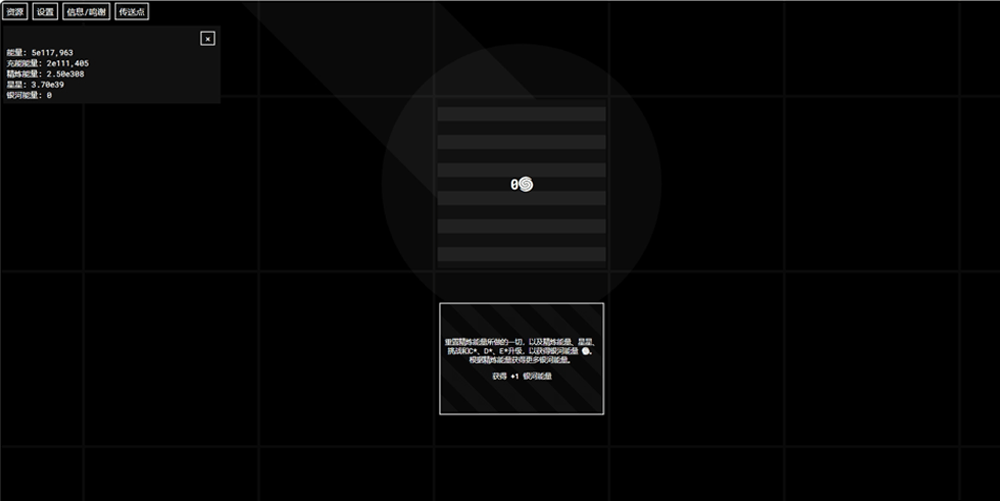 资源 设置 信息/鸣谢 传送点
×
能量: 5e117,963
充能能量: 2e111,405
精炼能量: 2.50e308
星星: 3.70e39
银河能量: 0
0
重置精炼能量所做的一切，以及精炼能量、星星、
挑战和C*、D*、E*升级，以获得银河能量 。
根据精炼能量获得更多银河能量。
获得 +1 银河能量